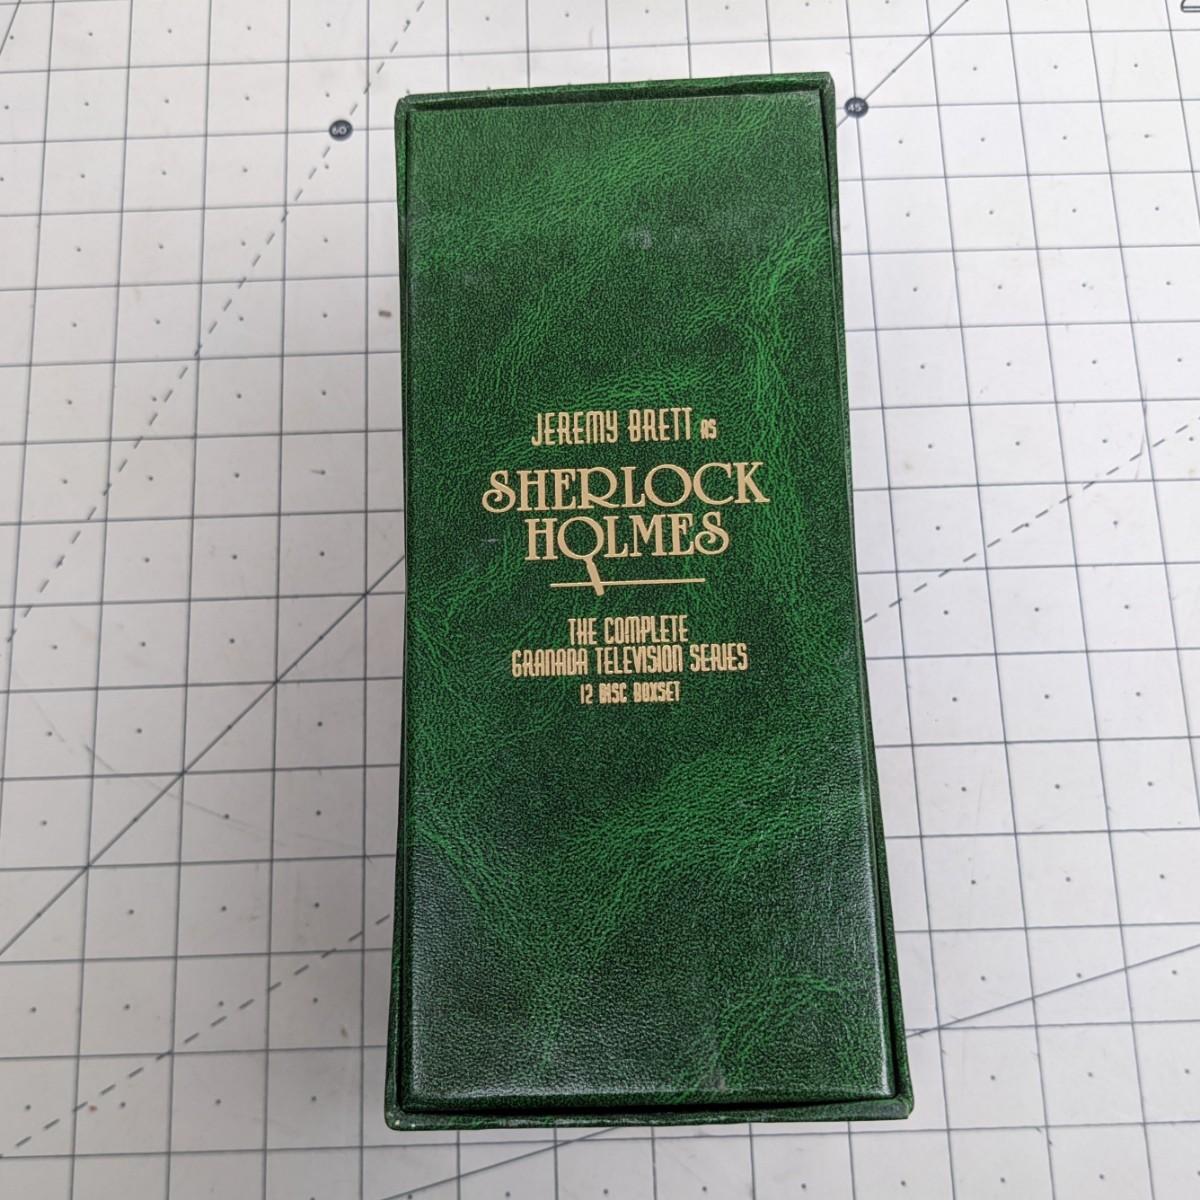 60°
45°
JEREMY BRETT AS
SHERLOCK
HOLMES
THE COMPLETE
GRANADA TELEVISION SERIES
12 DISC BOXSET